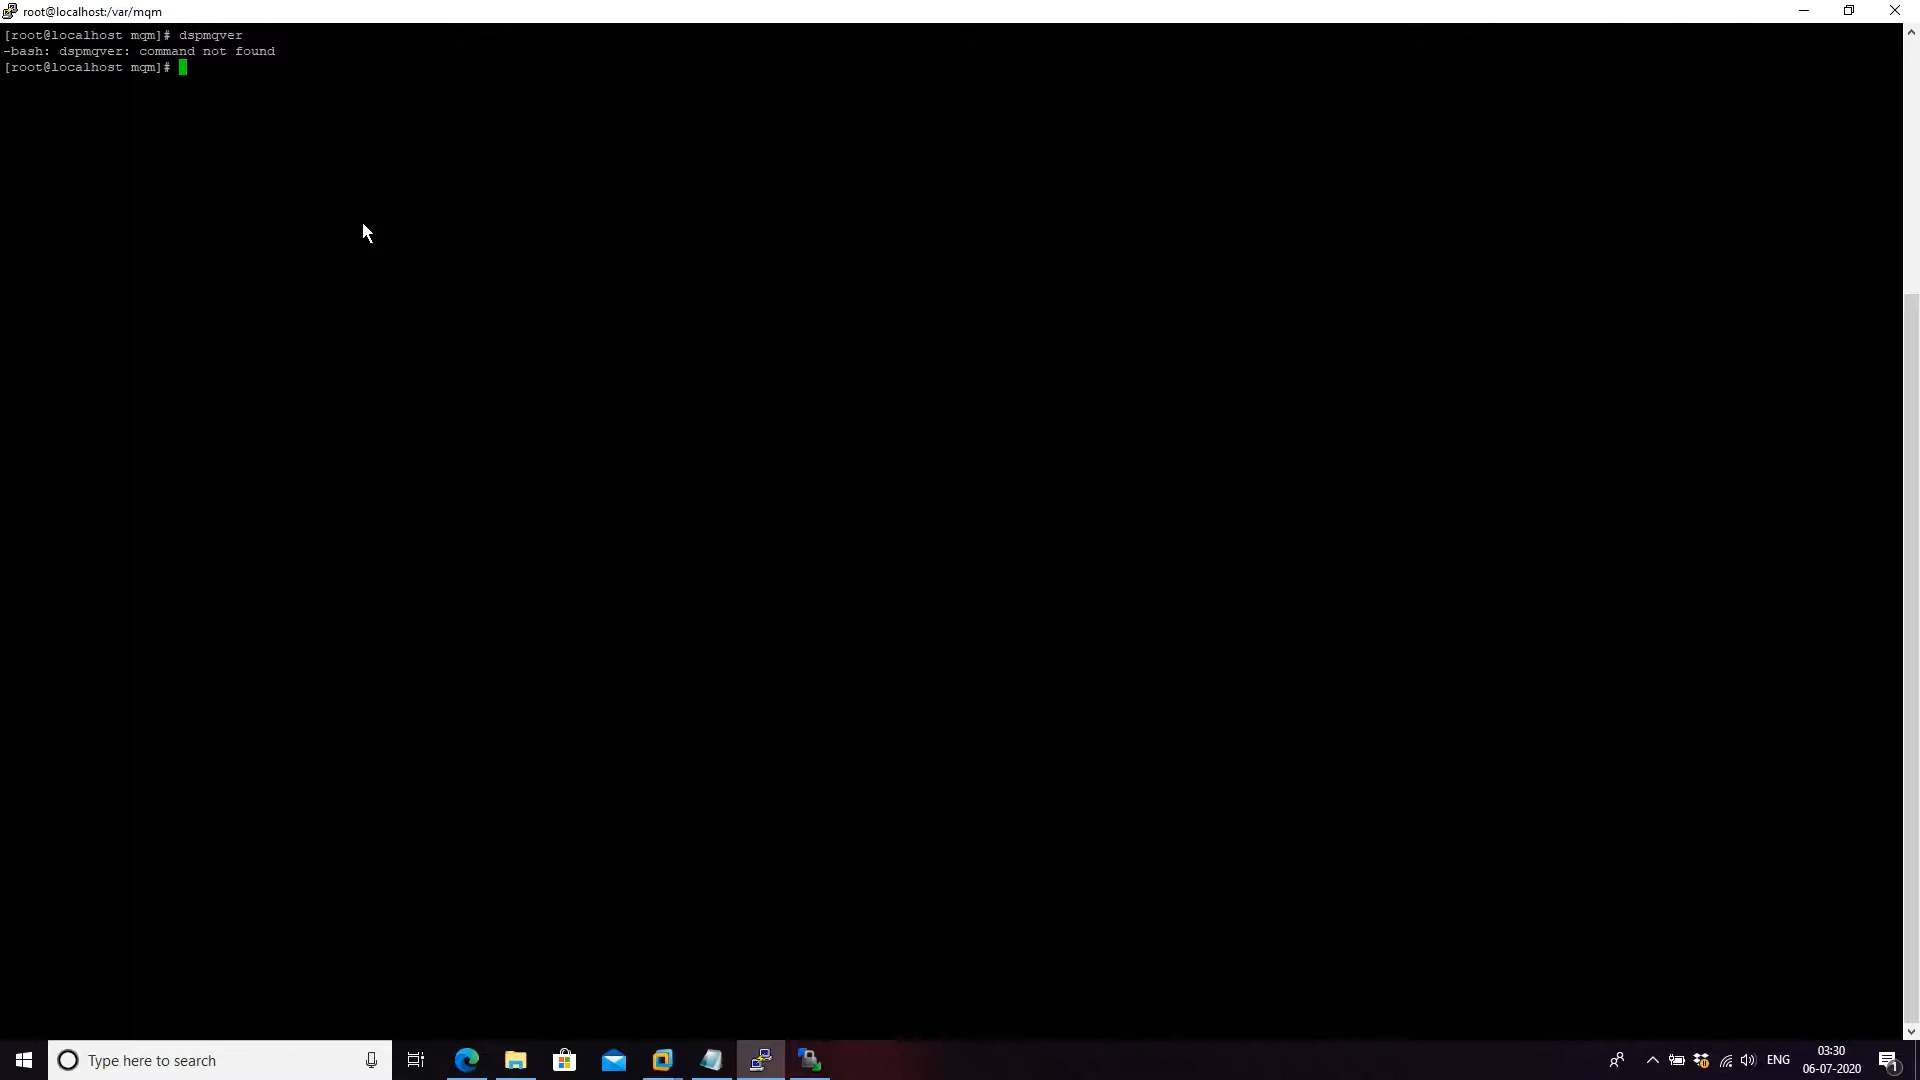 root@localhost:/var/mqm
[root@localhost mqm]# dspmqver
-bash: dspmqver: command not found
[root@localhost mqm]#
Type here to search
ENG
03:30
06-07-2020
1